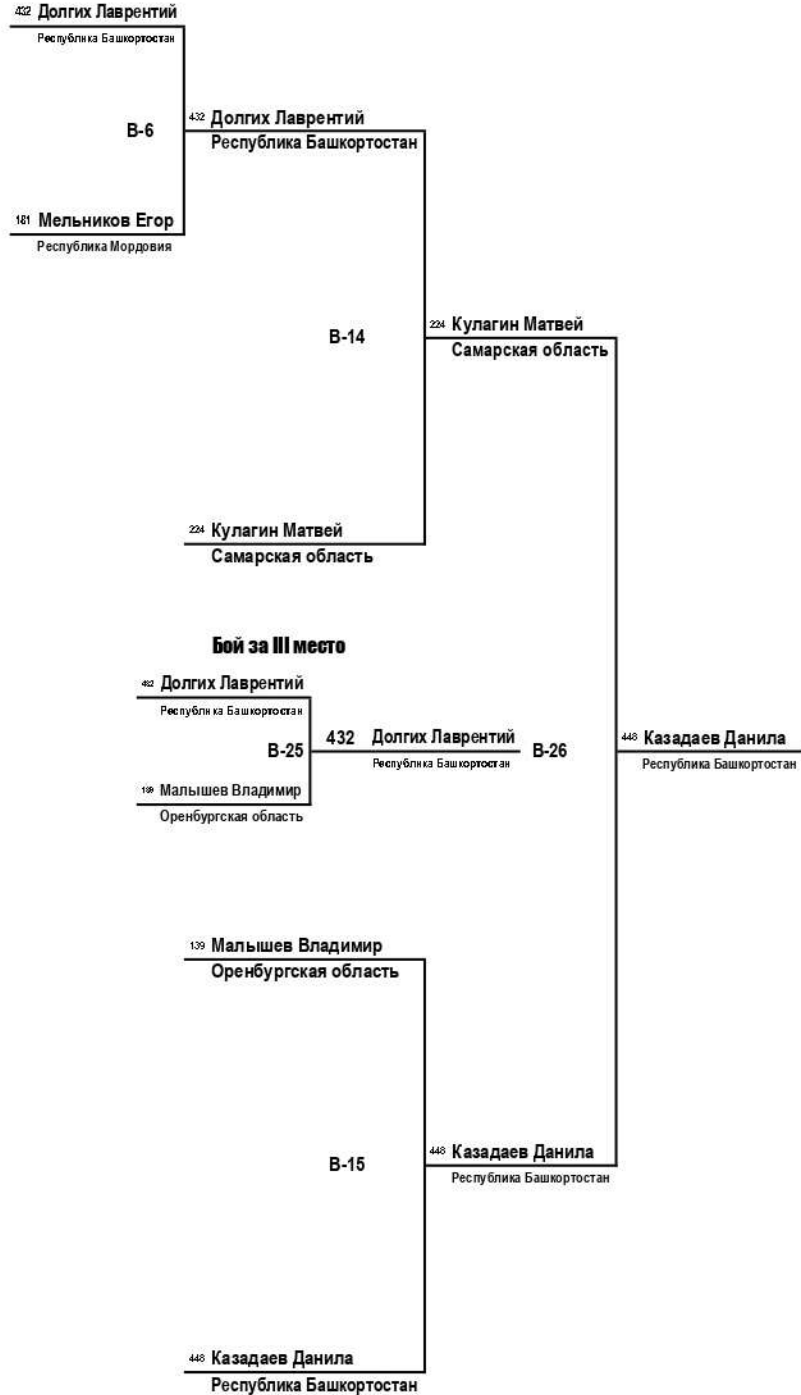 432 Долгих Лаврентий
Республика Башкортостан
432 Долгих Лаврентий
В-6
Республика Башкортостан
181 Мельников Егор
Республика Мордовия
224 Кулагин Матвей
В-14
Самарская область
224 Кулагин Матвей
Самарская область
Бой за III место
432 Долгих Лаврентий
Республика Башкортостан
432 Долгих Лаврентий
В-25
В-26
Республика Башкортостан
448 Казадаев Данила
Республика Башкортостан
Малышев Владимир
Оренбургская область
139 Малышев Владимир
Оренбургская область
448 Казадаев Данила
В-15
Республика Башкортостан
448 Казадаев Данила
Республика Башкортостан